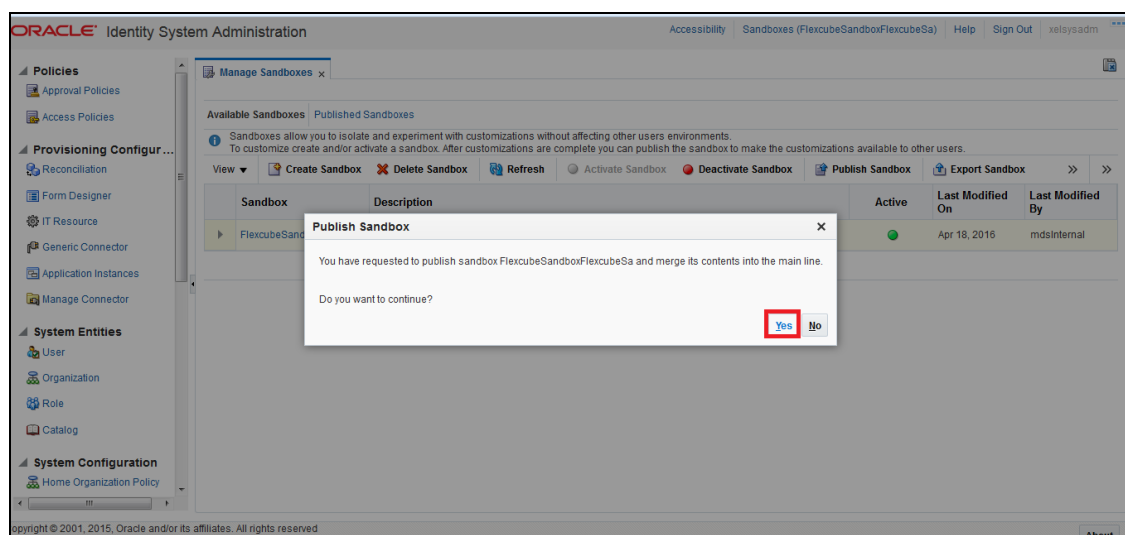 ORACLE® Identity System Administration
Accessibility Sandboxes (FlexcubeSandboxFlexcubeSa) Help Sign Out xelsysadm
Policies
Approval Policies
Access Policies
Provisioning Configur...
Reconciliation
Form Designer
IT Resource
Generic Connector
Application Instances
Manage Connector
System Entities
User
Organization
Role
Catalog
System Configuration
Home Organization Policy
Manage Sandboxes x
Available Sandboxes Published Sandboxes
Sandboxes allow you to isolate and experiment with customizations without affecting other users environments.
To customize create and/or activate a sandbox. After customizations are complete you can publish the sandbox to make the customizations available to other users.
View Create Sandbox Delete Sandbox Refresh Activate Sandbox Deactivate Sandbox Publish Sandbox Export Sandbox
Sandbox Description Active Last Modified On Last Modified By
FlexcubeSand Apr 18, 2016 mdsInternal
Publish Sandbox
You have requested to publish sandbox FlexcubeSandboxFlexcubeSa and merge its contents into the main line.
Do you want to continue?
Yes No
opyright © 2001, 2015, Oracle and/or its affiliates. All rights reserved
About